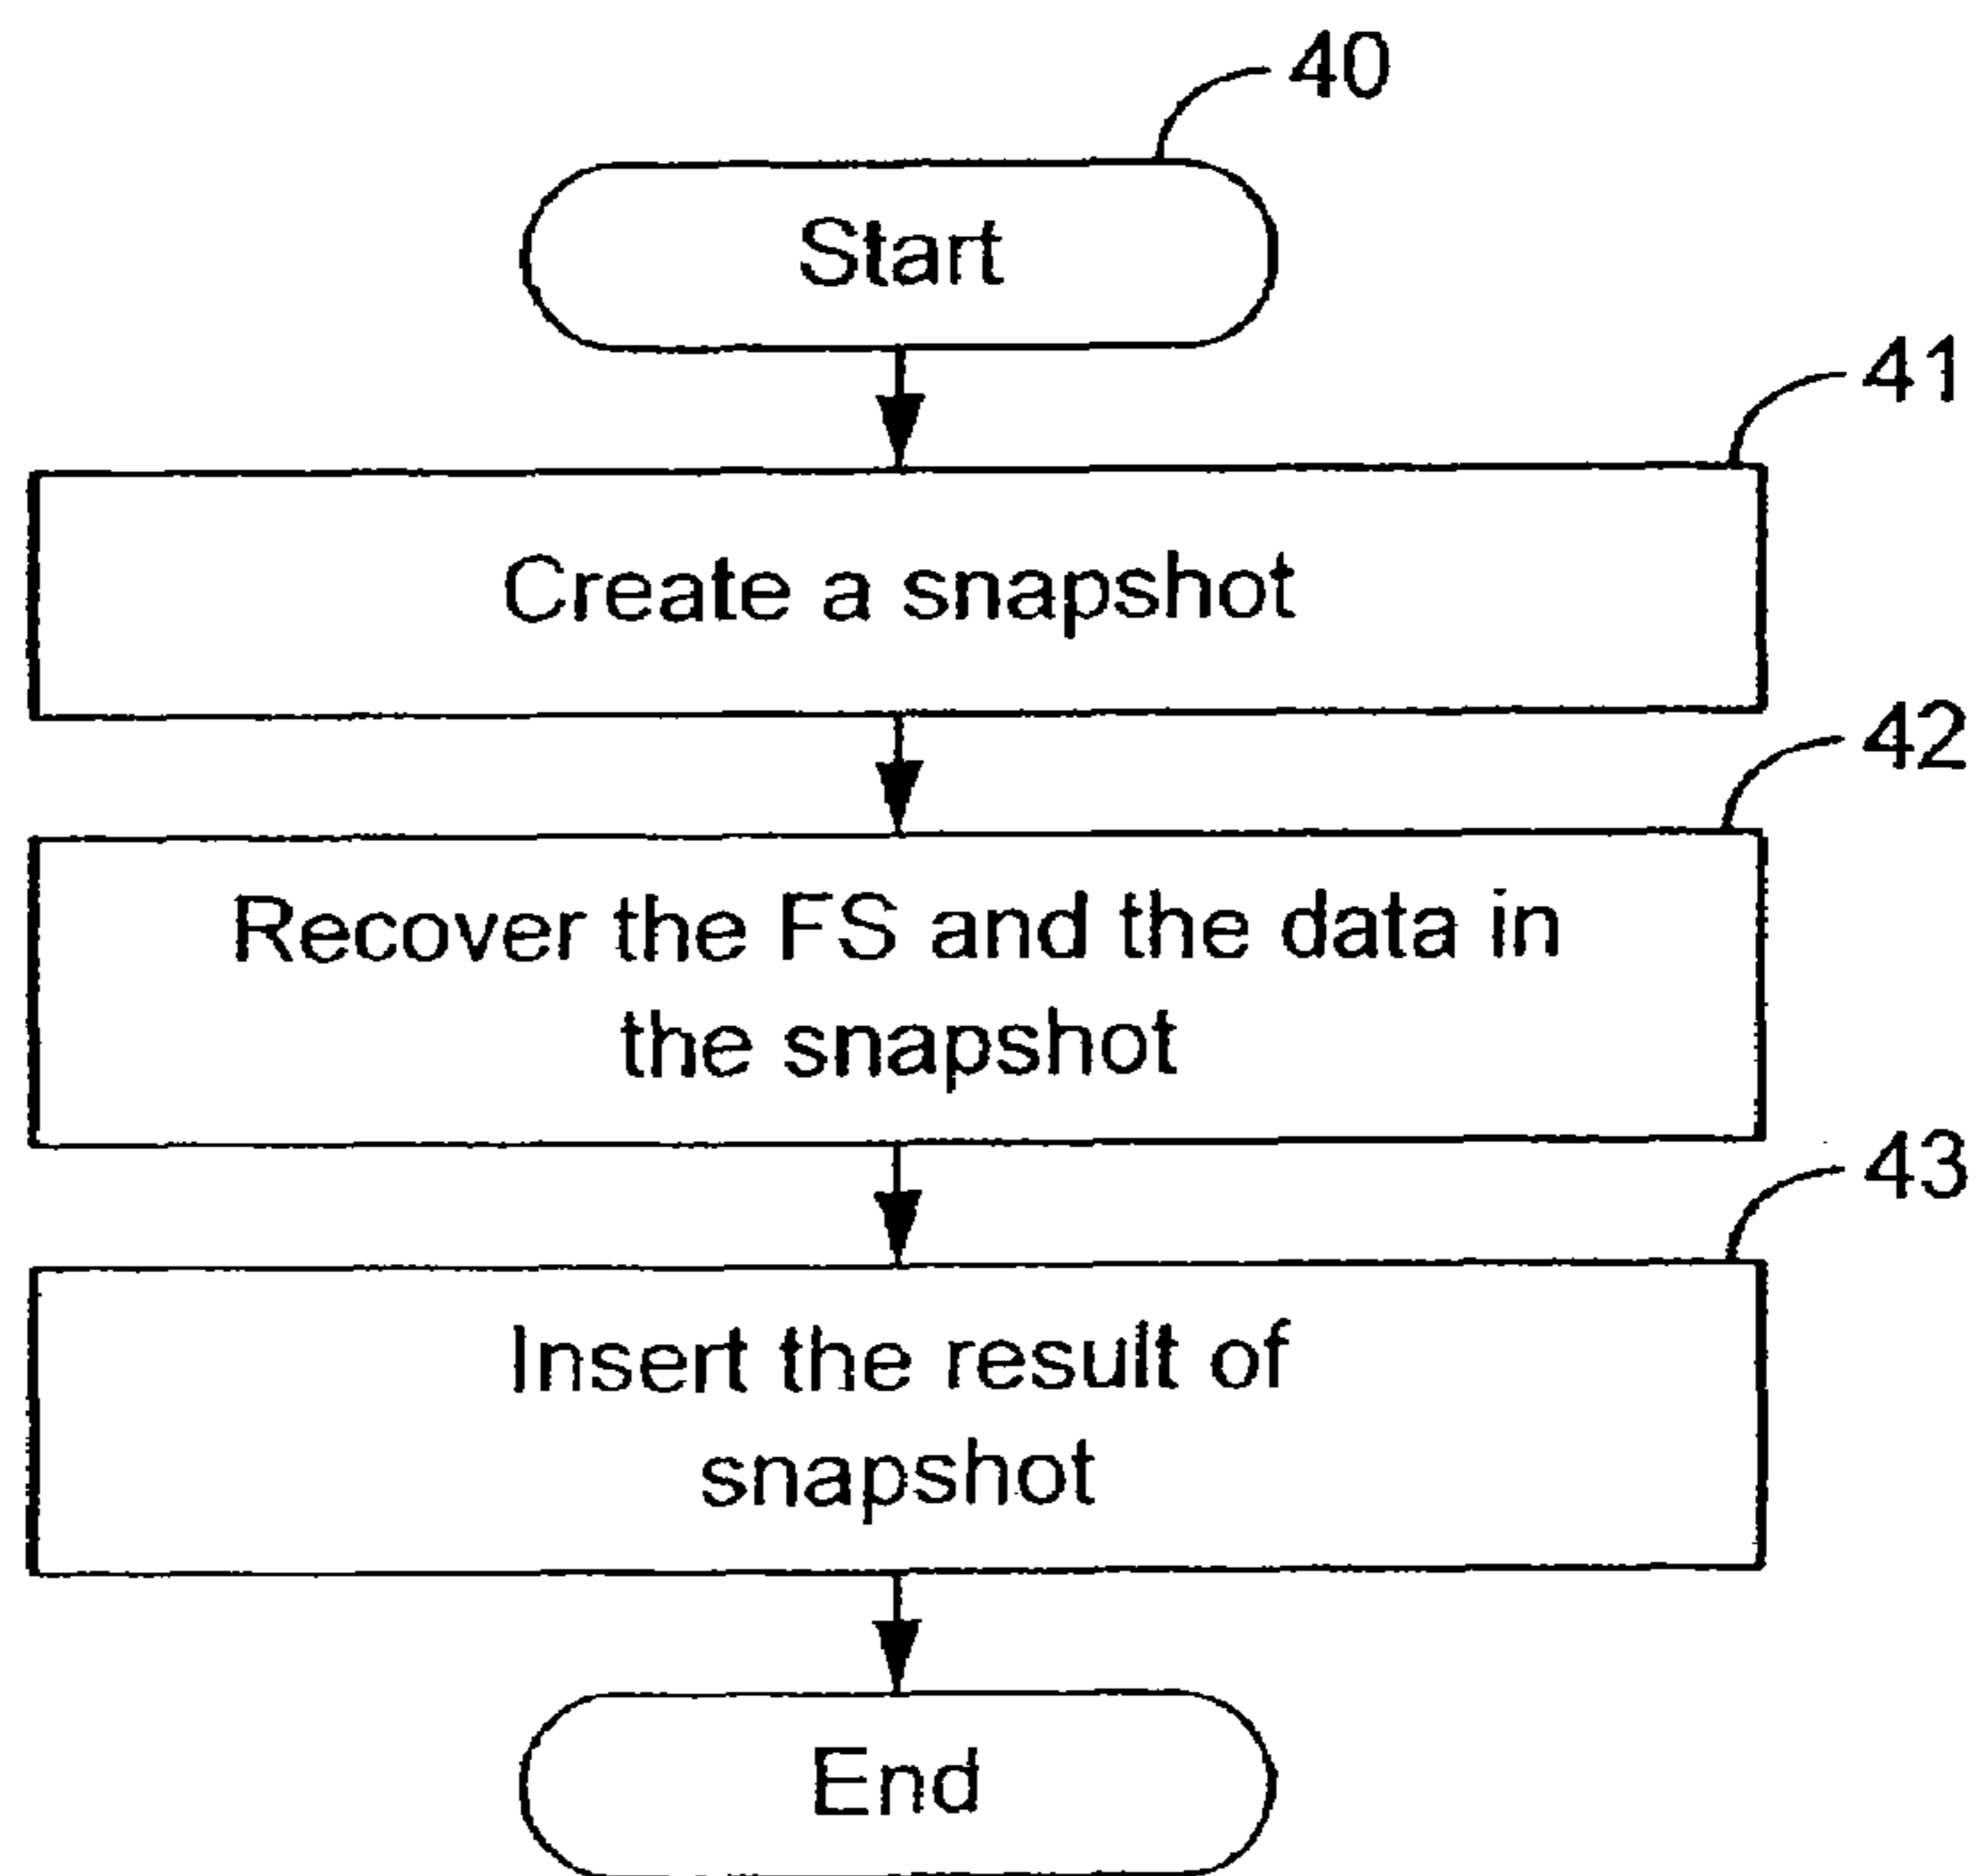 40
Start
41
Create a snapshot
42
Recover the FS and the data in
the snapshot
43
Insert the result of
snapshot
End